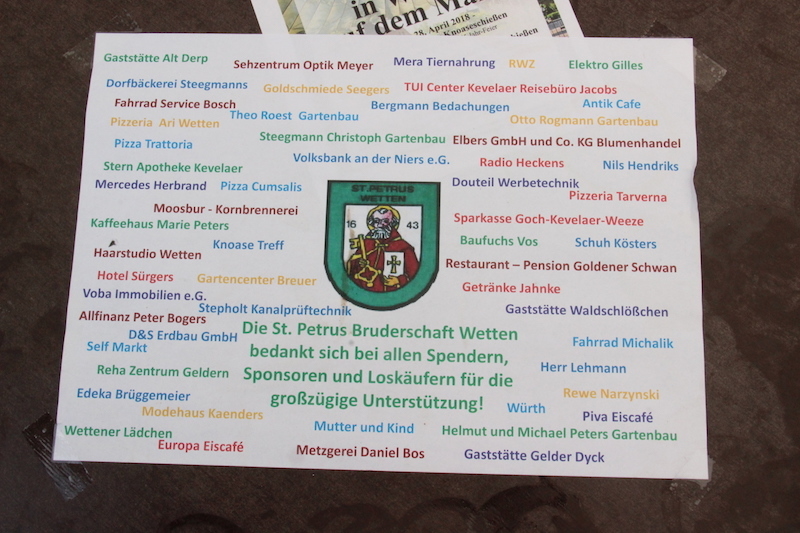 in W
auf dem Ma
28. April 2018 -
Knoaseschießen
Gaststätte Alt Derp
Sehzentrum Optik Meyer
Mera Tiernahrung
RWZ
Elektro Gilles
Dorfbäckerei Steegmanns
Goldschmiede Seegers
TUI Center Kevelaer Reisebüro Jacobs
Fahrrad Service Bosch
Bergmann Bedachungen
Antik Cafe
Theo Roest Gartenbau
Pizzeria Ari Wetten
Otto Rogmann Gartenbau
Pizza Trattoria
Steegmann Christoph Gartenbau
Elbers GmbH und Co. KG Blumenhandel
Stern Apotheke Kevelaer
Volksbank an der Niers e.G.
Radio Heckens
Nils Hendriks
Mercedes Herbrand
Pizza Cumsalis
Douteil Werbetechnik
Pizzeria Tarverna
ST. PETRUS
WETTEN
16 43
Moosbur - Kornbrennerei
Sparkasse Goch-Kevelaer-Weeze
Kaffeehaus Marie Peters
Knoase Treff
Baufuchs Vos
Schuh Kösters
Haarstudio Wetten
Restaurant – Pension Goldener Schwan
Hotel Sürgers
Gartencenter Breuer
Getränke Jahnke
Voba Immobilien e.G.
Stepholt Kanalprüftechnik
Gaststätte Waldschlößchen
Allfinanz Peter Bogers
D&S Erdbau GmbH
Die St. Petrus Bruderschaft Wetten
bedankt sich bei allen Spendern,
Sponsoren und Loskäufern für die
großzügige Unterstützung!
Fahrrad Michalik
Self Markt
Reha Zentrum Geldern
Herr Lehmann
Edeka Brüggemeier
Rewe Narzynski
Modehaus Kaenders
Würth
Piva Eiscafé
Wettener Lädchen
Mutter und Kind
Helmut und Michael Peters Gartenbau
Europa Eiscafé
Metzgerei Daniel Bos
Gaststätte Gelder Dyck